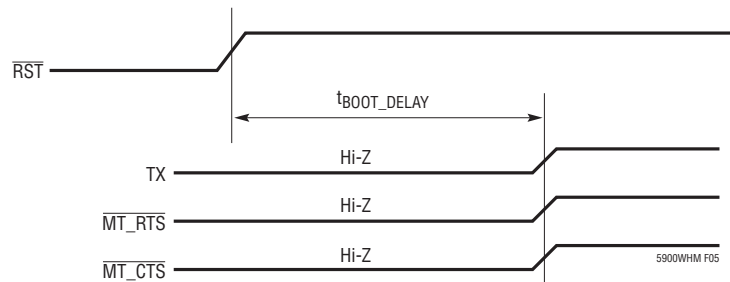 RST
tBOOT_DELAY
Hi-Z
TX
Hi-Z
MT_RTS
Hi-Z
MT_CTS
5900WHM F05